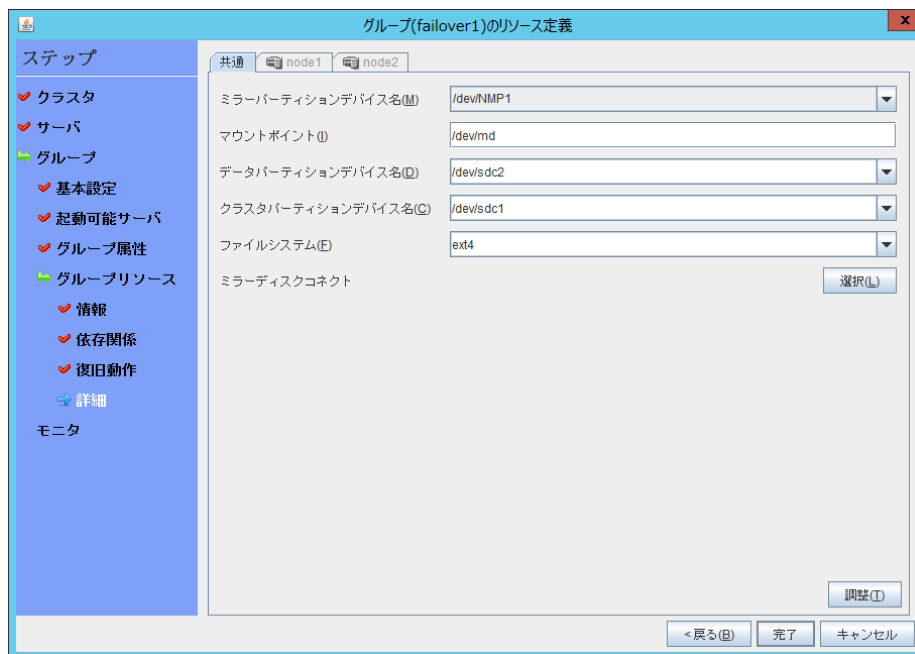 グループ(failover1)のリソース定義
x
ステップ
クラスタ
サーバ
グループ
基本設定
起動可能サーバ
グループ属性
グループリソース
情報
依存関係
復旧動作
詳細
モニタ
共通 node1 node2
ミラーパーティションデバイス名(M) /dev/NMP1
マウントポイント(I) /dev/md
データパーティションデバイス名(D) /dev/sdc2
クラスタパーティションデバイス名(C) /dev/sdc1
ファイルシステム(F) ext4
ミラーディスクコネクト 選択(L)
調整(T)
<戻る(B) 完了 キャンセル